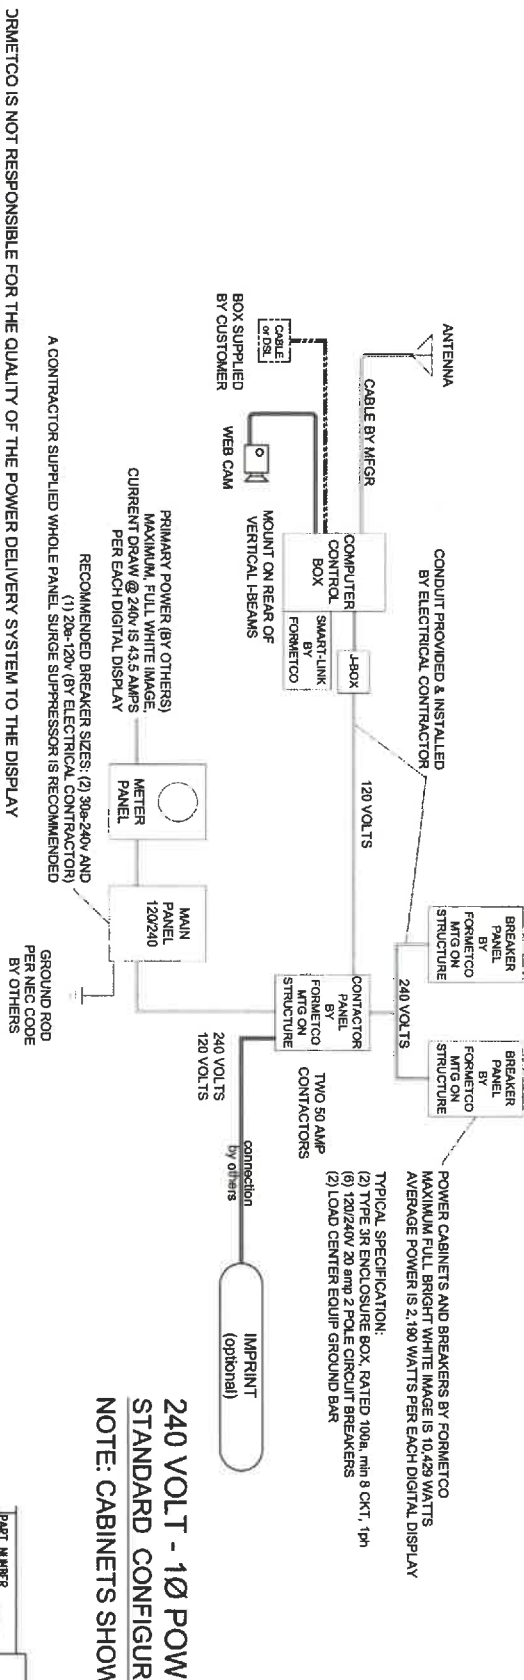 ANTENNA
CABLE BY MFGR
CABLE
or DSL
BOX SUPPLIED
BY CUSTOMER
WEB CAM
COMPUTER
CONTROL
BOX
J-BOX
SMART-LINK
BY
FORMETCO
MOUNT ON REAR OF
VERTICAL I-BEAMS
CONDUIT PROVIDED & INSTALLED
BY ELECTRICAL CONTRACTOR
120 VOLTS
BREAKER
PANEL
BY
FORMETCO
MTG ON
STRUCTURE
BREAKER
PANEL
BY
FORMETCO
MTG ON
STRUCTURE
240 VOLTS
CONTACTOR
PANEL
BY
FORMETCO
MTG ON
STRUCTURE
TWO 50 AMP
CONTACTORS
POWER CABINETS AND BREAKERS BY FORMETCO
MAXIMUM FULL BRIGHT WHITE IMAGE IS 10,429 WATTS
AVERAGE POWER IS 2,190 WATTS PER EACH DIGITAL DISPLAY
TYPICAL SPECIFICATION:
(2) TYPE 3R ENCLOSURE BOX, RATED 100a, min 8 CKT, 1ph
(6) 120/240V 20 amp 2 POLE CIRCUIT BREAKERS
(2) LOAD CENTER EQUIP GROUND BAR
PRIMARY POWER (BY OTHERS)
MAXIMUM, FULL WHITE IMAGE,
CURRENT DRAW @ 240v IS 43.5 AMPS
PER EACH DIGITAL DISPLAY
METER
PANEL
MAIN
PANEL
120/240
240 VOLTS
120 VOLTS
connection
by others
IMPRINT
(optional)
RECOMMENDED BREAKER SIZES: (2) 30a-240v AND
(1) 20a-120v (BY ELECTRICAL CONTRACTOR)
A CONTRACTOR SUPPLIED WHOLE PANEL SURGE SUPPRESSOR IS RECOMMENDED
GROUND ROD
PER NEC CODE
BY OTHERS
ORMETCO IS NOT RESPONSIBLE FOR THE QUALITY OF THE POWER DELIVERY SYSTEM TO THE DISPLAY
240 VOLT - 1Ø POW
STANDARD CONFIGUR
NOTE: CABINETS SHOW
PART NUMBER